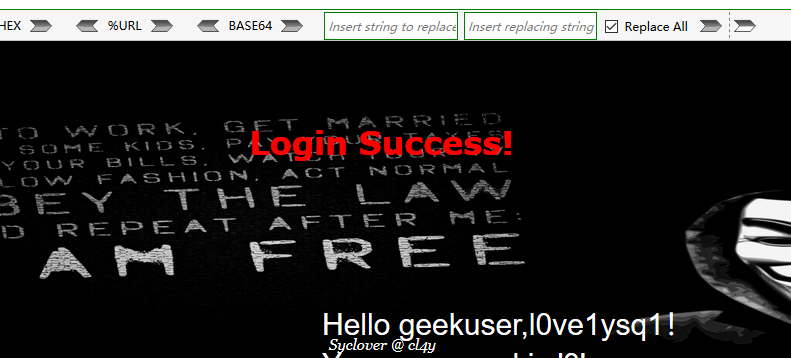 HEX %URL BASE64 Insert string to replace Insert replacing string Replace All
TO WORK. GET MARRIED
SOME KIDS. PAY YOUR TAXES
Login Success!
YOUR BILLS. WATCH YOUR
LOW FASHION. ACT NORMAL
BEY THE LAW
D REPEAT AFTER ME:
AM FREE
Hello geekuser,l0ve1ysq1!
Syclover @ cl4y